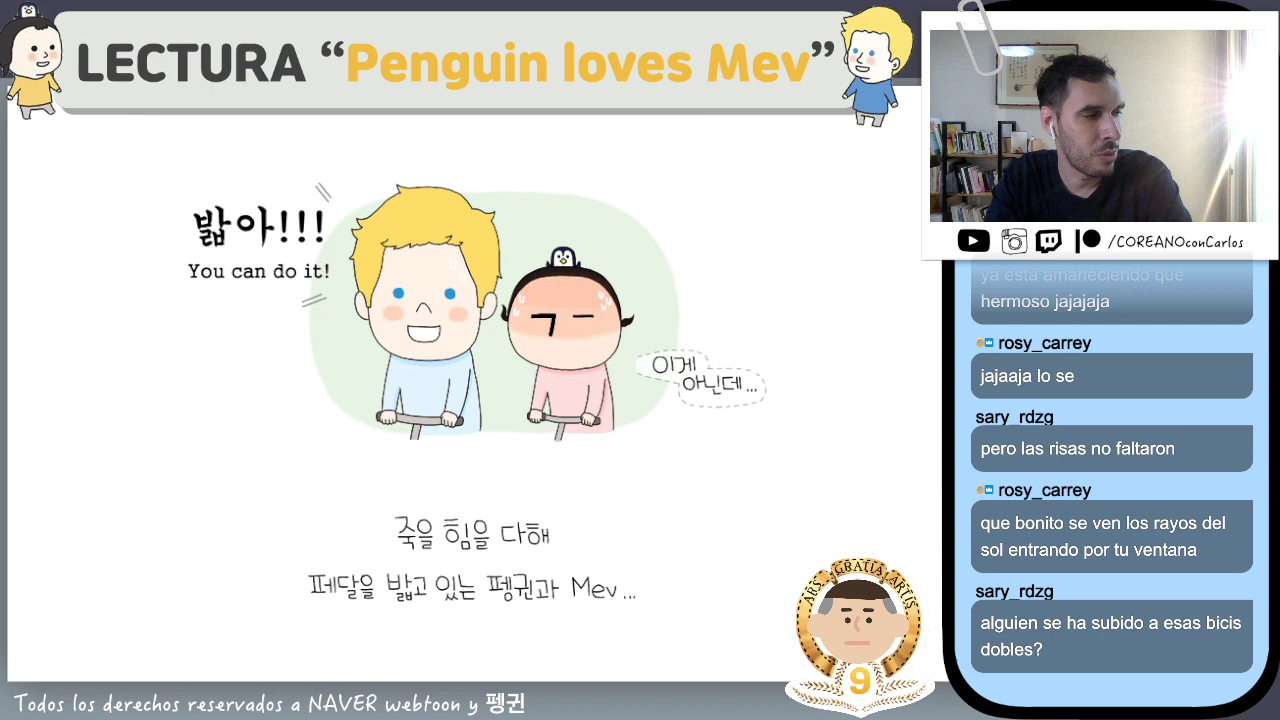 LECTURA “Penguin loves Mev”
밟아!!!
You can do it!
ㄱ ㅡ
이게
아닌데...
죽을 힘을 다해
페달을 밟고 있는 펭귄과 Mev...
ARS GRATIA ARTIS
9
Todos los derechos reservados a NAVER webtoon y 펭귄
/COREANOconCarlos
ya está amaneciendo que
hermoso jajajaja
rosy_carrey
jajaaja lo se
sary_rdzg
pero las risas no faltaron
rosy_carrey
que bonito se ven los rayos del
sol entrando por tu ventana
sary_rdzg
alguien se ha subido a esas bicis
dobles?